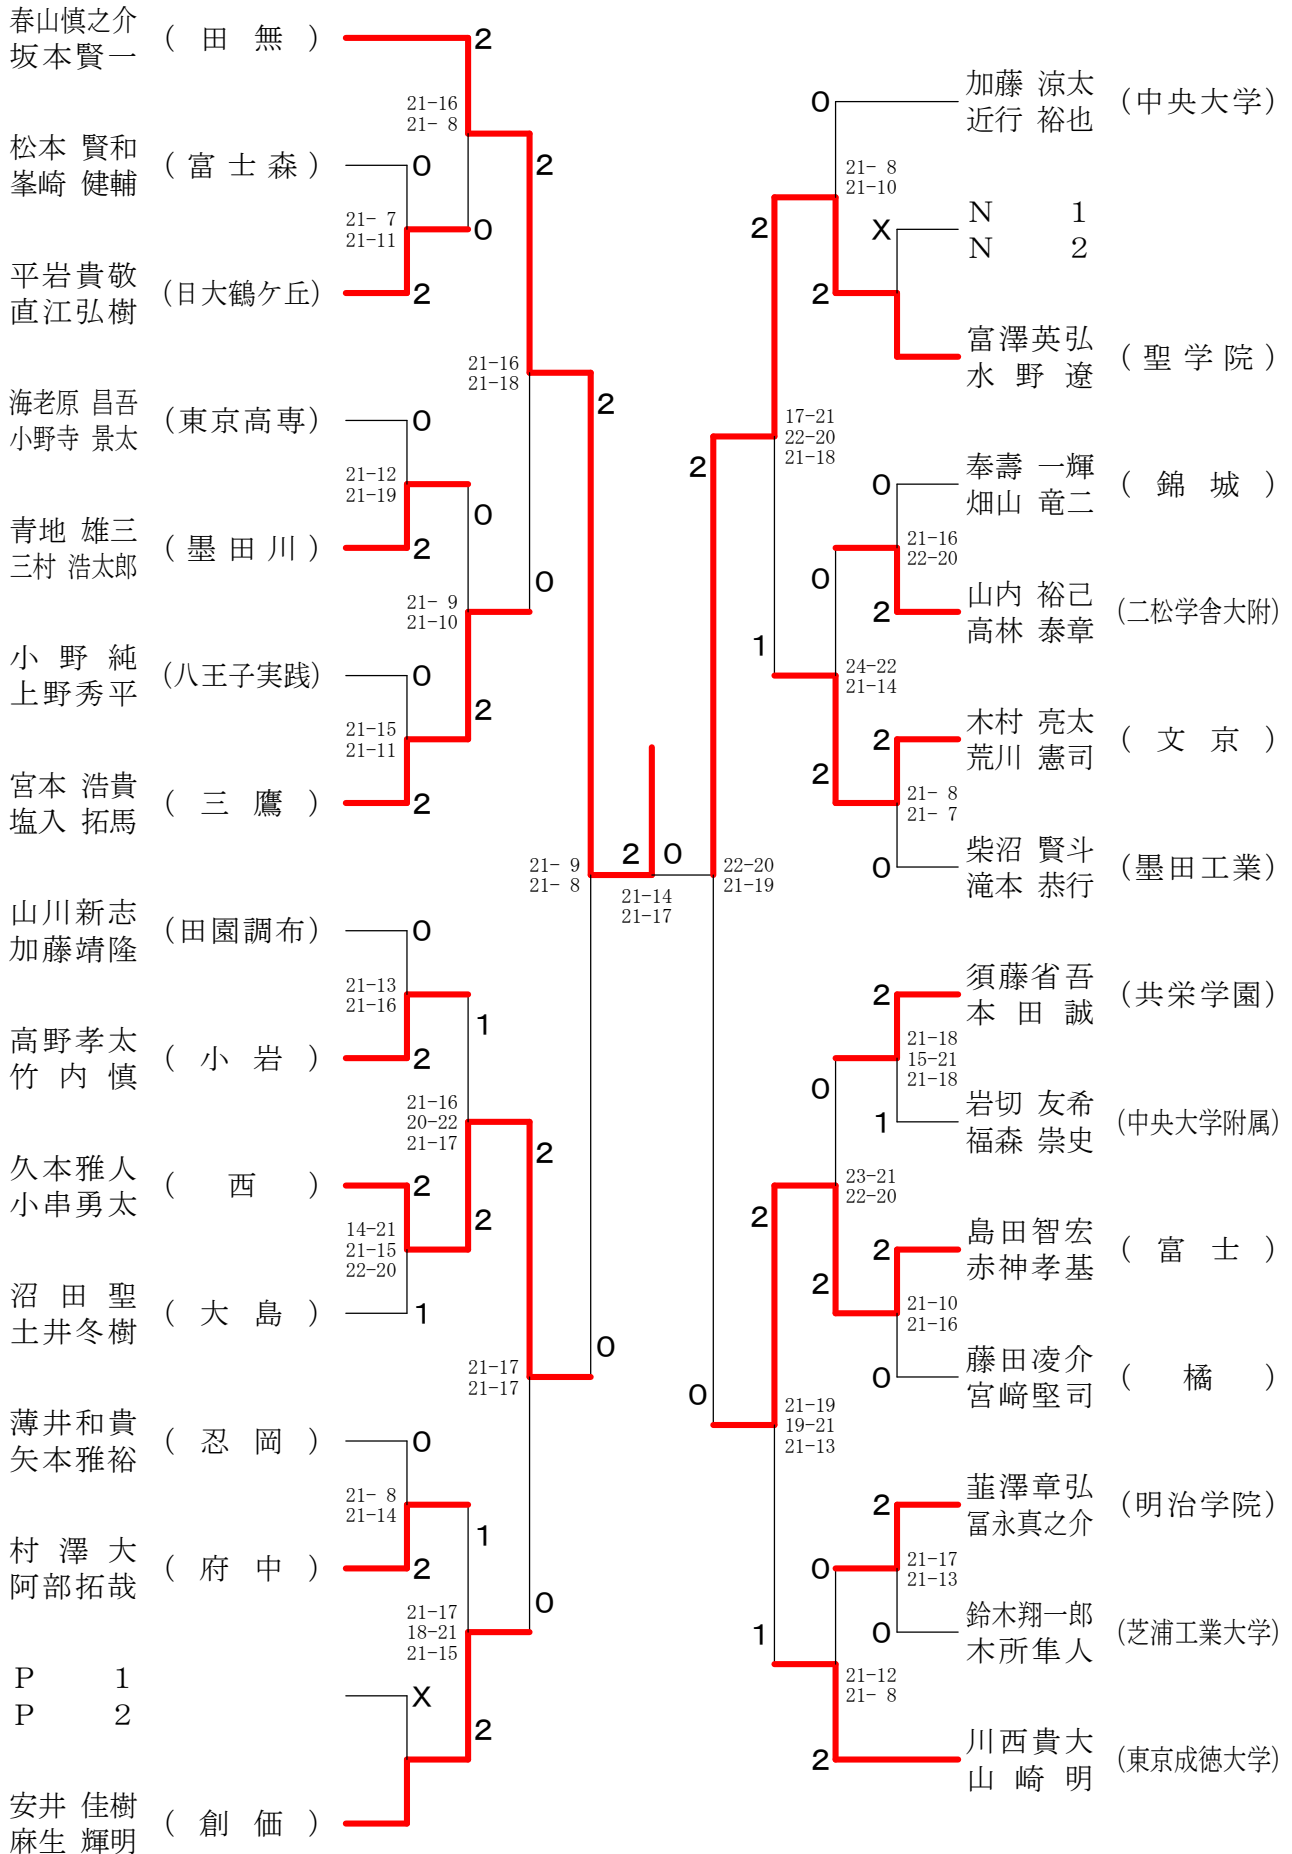 春山慎之介
坂本賢一
( 田 無 )
2
21-16
21- 8
松本 賢和
峯崎 健輔
( 富 士 森 )
0
2
21- 7
21-11
0
平岩貴敬
直江弘樹
(日大鶴ケ丘)
2
21-16
21-18
2
海老原 昌吾
小野寺 景太
(東京高専)
0
21-12
21-19
0
青地 雄三
三村 浩太郎
( 墨 田 川 )
2
0
21- 9
21-10
小 野 純
上野秀平
(八王子実践)
0
2
21-15
21-11
宮本 浩貴
塩入 拓馬
( 三 鷹 )
2
21- 9
21- 8
山川新志
加藤靖隆
(田園調布)
0
21-13
21-16
1
高野孝太
竹 内 慎
( 小 岩 )
2
21-16
20-22
21-17
2
久本雅人
小串勇太
( 西 )
2
2
14-21
21-15
22-20
沼 田 聖
土井冬樹
( 大 島 )
1
0
21-17
21-17
薄井和貴
矢本雅裕
( 忍 岡 )
0
21- 8
21-14
1
村 澤 大
阿部拓哉
( 府 中 )
2
0
21-17
18-21
21-15
P 1
P 2
X
2
安井 佳樹
麻生 輝明
( 創 価 )
2 0
21-14
21-17
0
加藤 涼太
近行 裕也
(中央大学)
21- 8
21-10
2
X
N 1
N 2
2
富澤英弘
水 野 遼
( 聖 学 院 )
17-21
22-20
21-18
2
0
奉壽 一輝
畑山 竜二
( 錦 城 )
21-16
22-20
0
2
山内 裕己
高林 泰章
(二松学舎大附)
1
24-22
21-14
2
木村 亮太
荒川 憲司
( 文 京 )
2
21- 8
21- 7
0
柴沼 賢斗
滝本 恭行
(墨田工業)
22-20
21-19
2
須藤省吾
本 田 誠
(共栄学園)
21-18
15-21
21-18
0
1
岩切 友希
福森 崇史
(中央大学附属)
23-21
22-20
2
2
島田智宏
赤神孝基
( 富 士 )
2
21-10
21-16
0
藤田凌介
宮﨑堅司
( 橘 )
0
21-19
19-21
21-13
2
韮澤章弘
冨永真之介
(明治学院)
0
21-17
21-13
1
0
鈴木翔一郎
木所隼人
(芝浦工業大学)
21-12
21- 8
2
川西貴大
山 崎 明
(東京成徳大学)